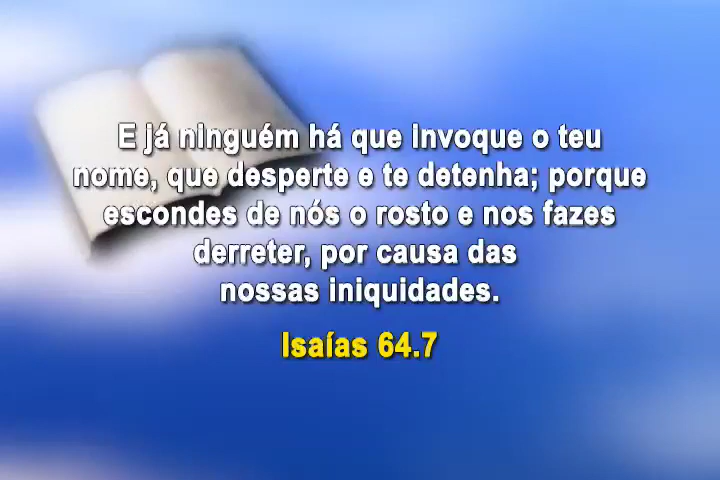 E já ninguém há que invoque o teu
nome, que desperte e te detenha; porque
escondes de nós o rosto e nos fazes
derreter, por causa das
nossas iniquidades.
Isaías 64.7